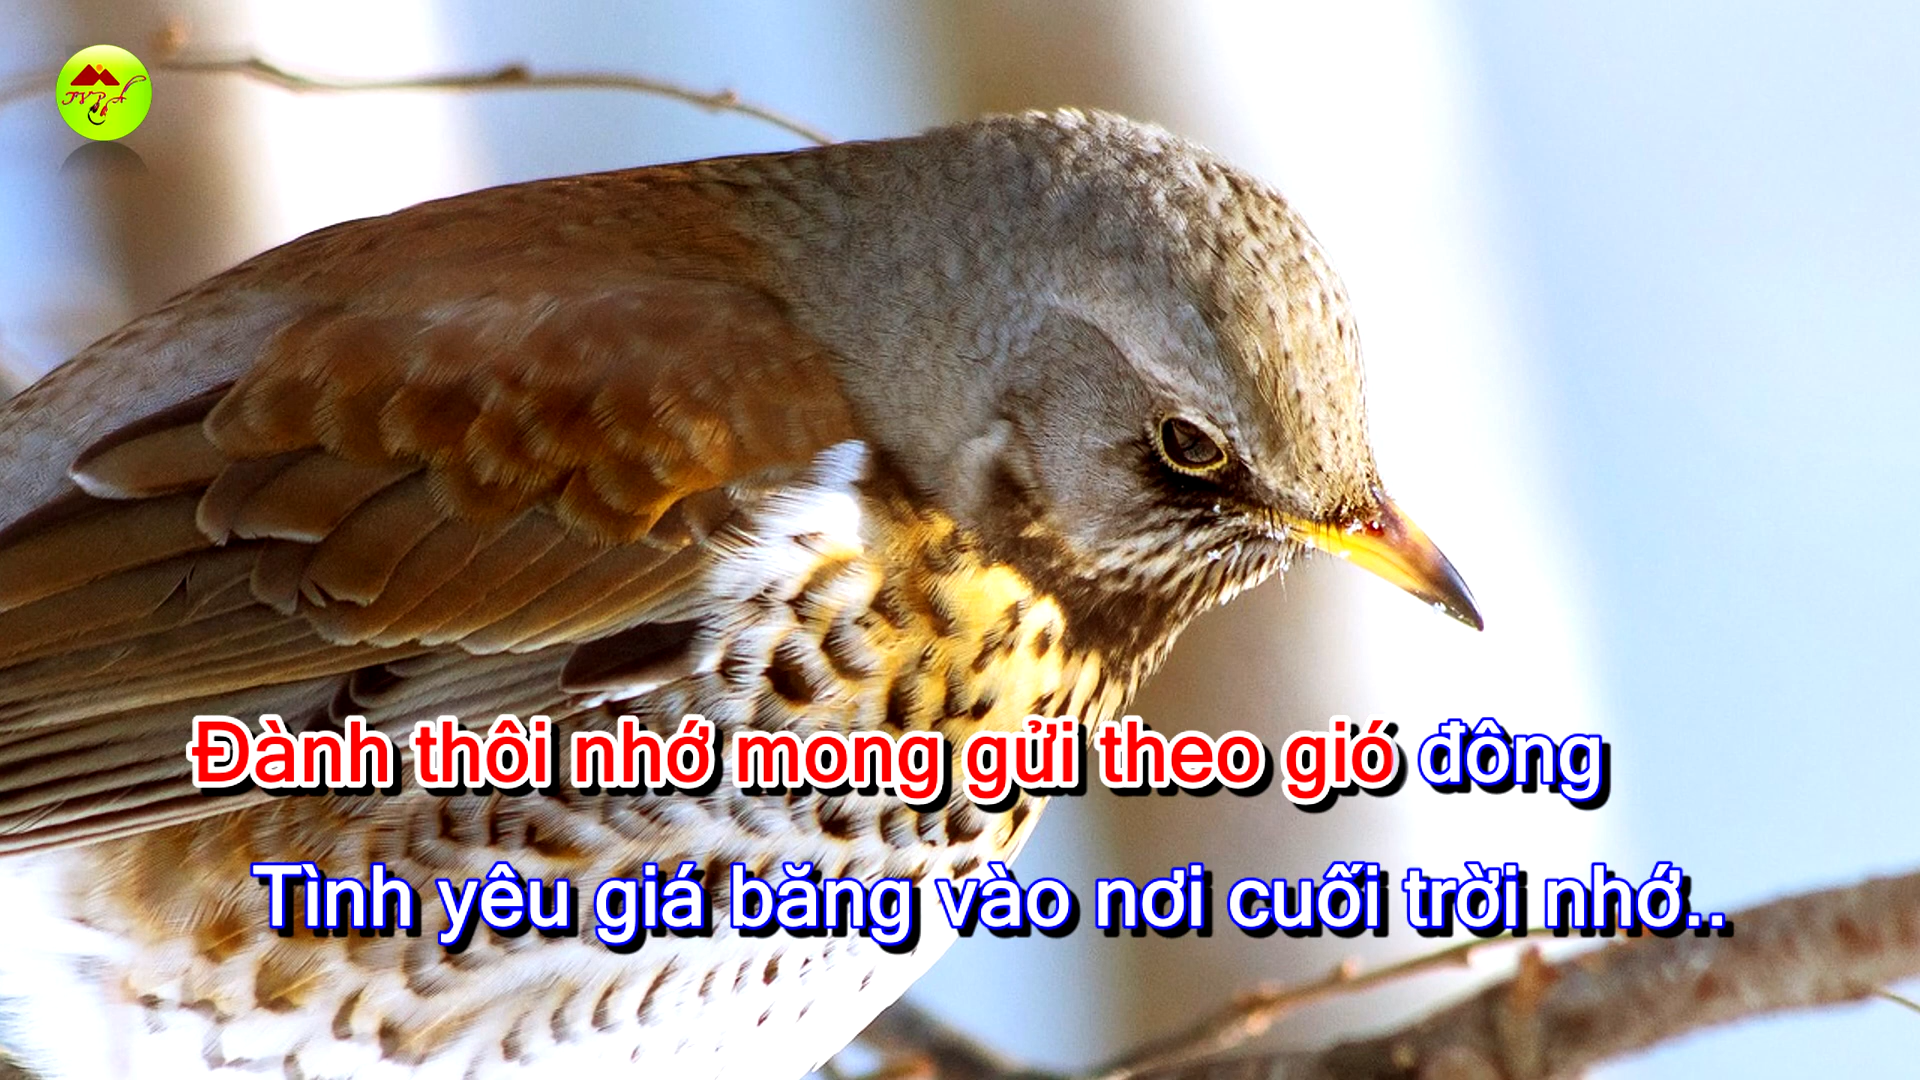 Đành thôi nhớ mong gửi theo gió đông
Tình yêu giá băng vào nơi cuối trời nhớ..